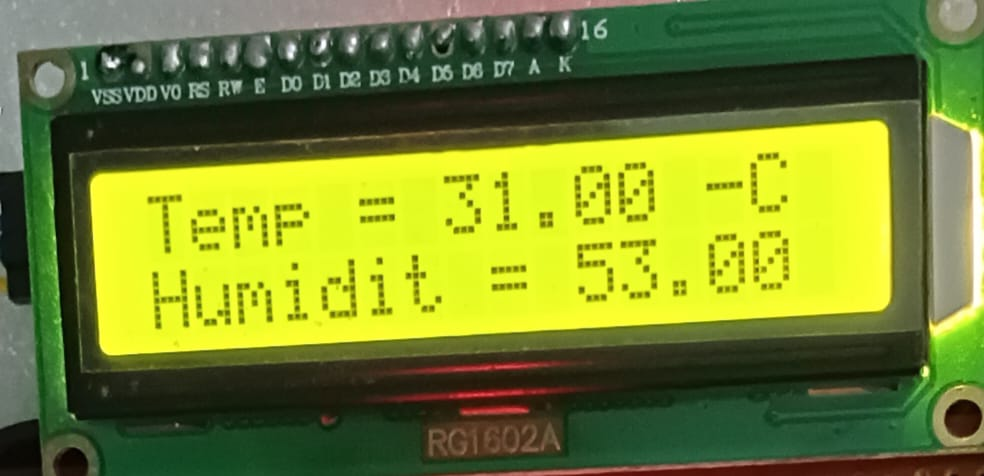 1 16
VSS VDD V0 RS RW E D0 D1 D2 D3 D4 D5 D6 D7 A K
Temp = 31.00 -C
Humidit = 53.00
RG1602A